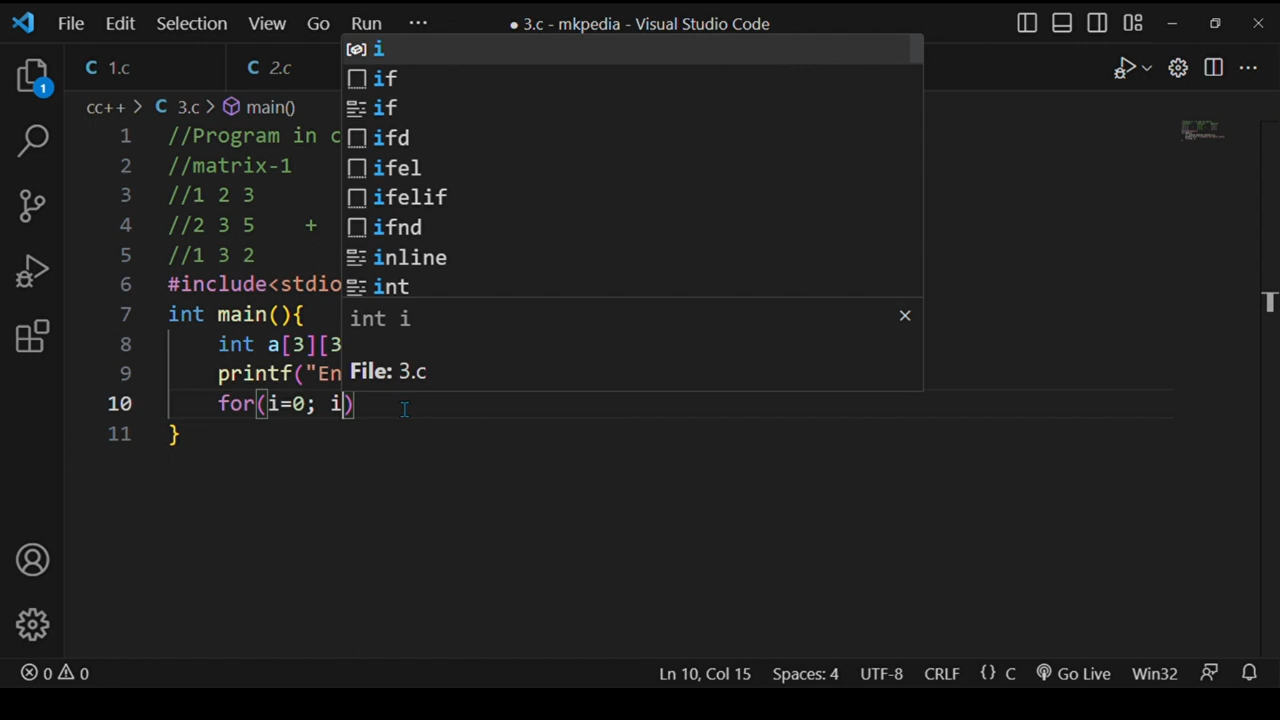 File Edit Selection View Go Run ··· ● 3.c - mkpedia - Visual Studio Code
C 1.c C 2.c
cc++ > C 3.c > main()
1 //Program in c
2 //matrix-1
3 //1 2 3
4 //2 3 5 +
5 //1 3 2
6 #include<stdio
7 int main(){
8 int a[3][3
9 printf("En
10 for(i=0; i)
11 }
i
if
if
ifd
ifel
ifelif
ifnd
inline
int
int i
File: 3.c
1
0 0 Ln 10, Col 15 Spaces: 4 UTF-8 CRLF {} C Go Live Win32